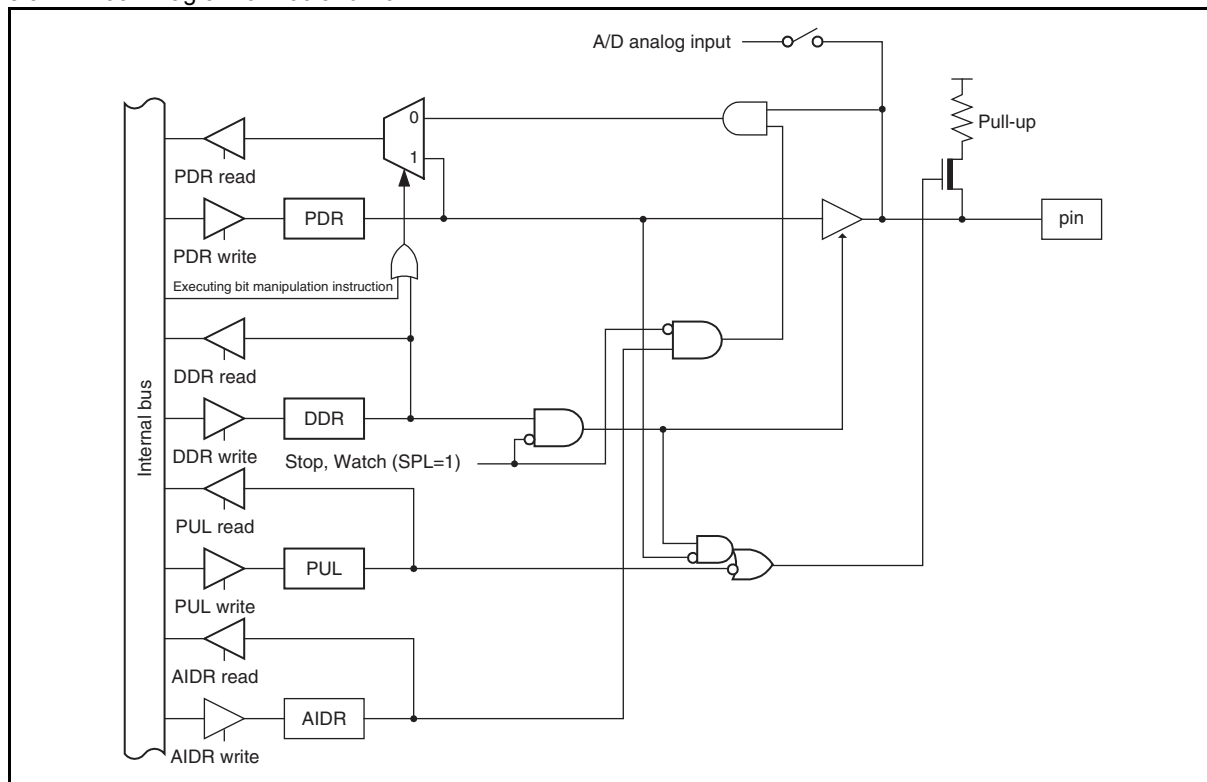 A/D analog input
0
Pull-up
1
PDR read
PDR
pin
PDR write
Executing bit manipulation instruction
DDR read
DDR
DDR write
Stop, Watch (SPL=1)
Internal bus
PUL read
PUL
PUL write
AIDR read
AIDR
AIDR write